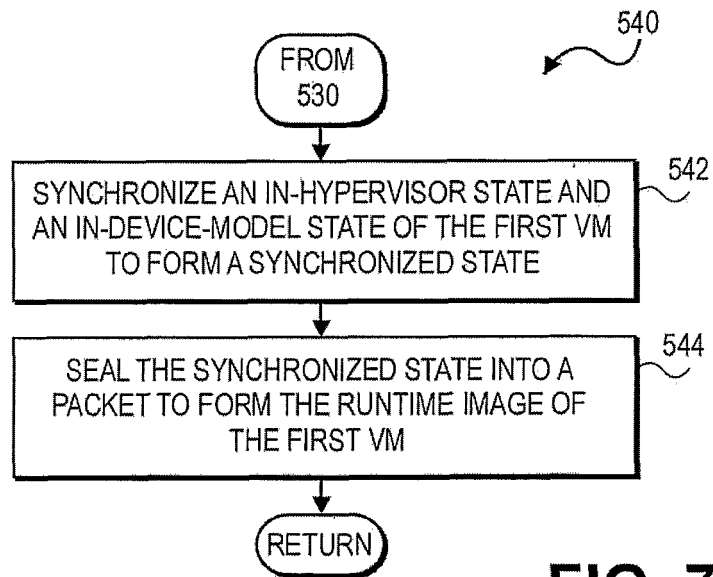 540
FROM
530
542
SYNCHRONIZE AN IN-HYPERVISOR STATE AND
AN IN-DEVICE-MODEL STATE OF THE FIRST VM
TO FORM A SYNCHRONIZED STATE
544
SEAL THE SYNCHRONIZED STATE INTO A
PACKET TO FORM THE RUNTIME IMAGE OF
THE FIRST VM
RETURN
FIG. 7